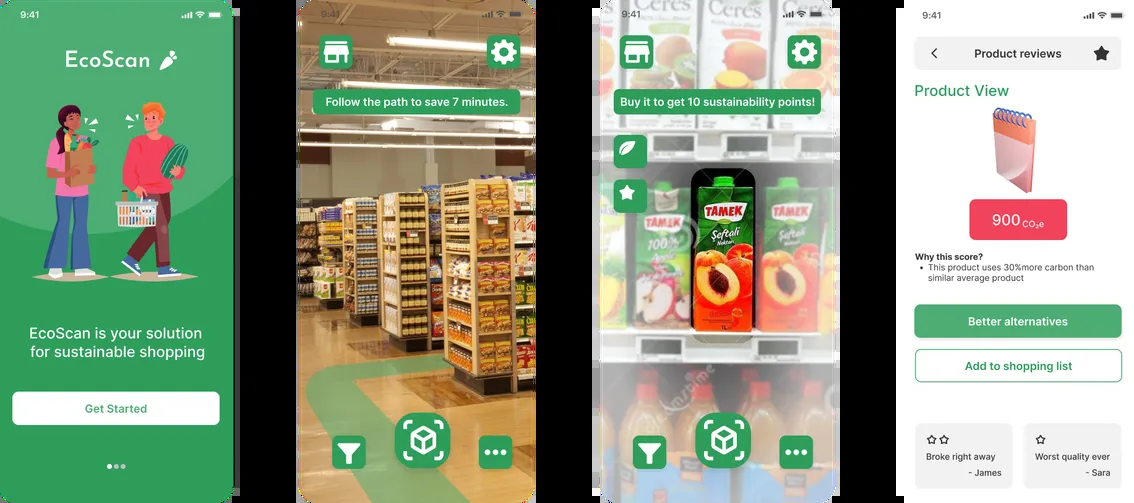 9:41
EcoScan
EcoScan is your solution
for sustainable shopping
Get Started
9:41
Follow the path to save 7 minutes.
9:41
Ceres
Ceres
Buy it to get 10 sustainability points!
TAMEK
100%
TAMEK
Şeftali
Nektarı
TAMEK
9:41
Product reviews
Product View
900 CO₂e
Why this score?
• This product uses 30%more carbon than
similar average product
Better alternatives
Add to shopping list
Broke right away
- James
Worst quality ever
- Sara